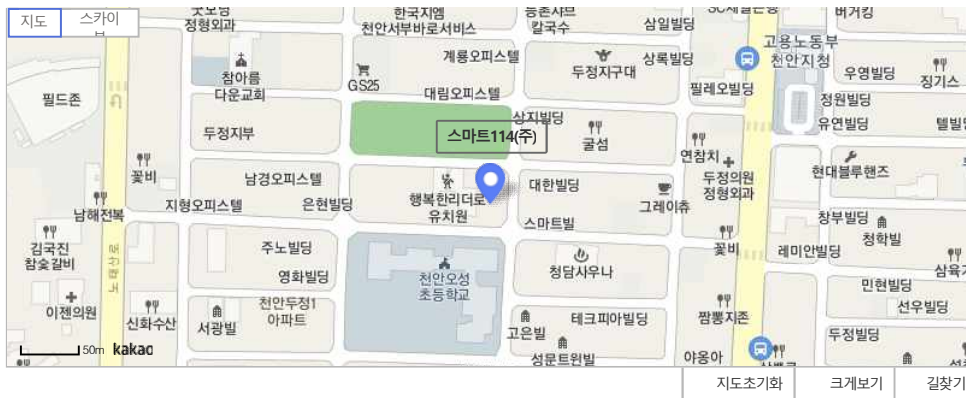 지도
스카이
뷰
굿모닝
정형외과
한국지엠
천안서부바로서비스
등촌샤브
칼국수
삼일빌딩
버거킹
고용노동부
천안지청
계룡오피스텔
두정지구대
상록빌딩
우영빌딩
징기스
참아름
다운교회
GS25
대림오피스텔
필레오빌딩
정원빌딩
필드존
두정지부
상지빌딩
유연빌딩
스마트114(주)
굴섬
연참치
꽃비
남경오피스텔
행복한리더로
유치원
대한빌딩
두정의원
정형외과
현대블루핸즈
지형오피스텔
은현빌딩
그레이츄
남해전복
스마트빌
창부빌딩
청학빌
김국진
참숯갈비
노태산로
주노빌딩
꽃비
레미안빌딩
영화빌딩
천안오성
초등학교
청담사우나
민현빌딩
이젠의원
신화수산
서광빌
천안두정1
아파트
고은빌
테크피아빌딩
짬뽕지존
선우빌딩
두정빌딩
50m
kakao
성문트윈빌
야옹아
지도초기화
크게보기
길찾기